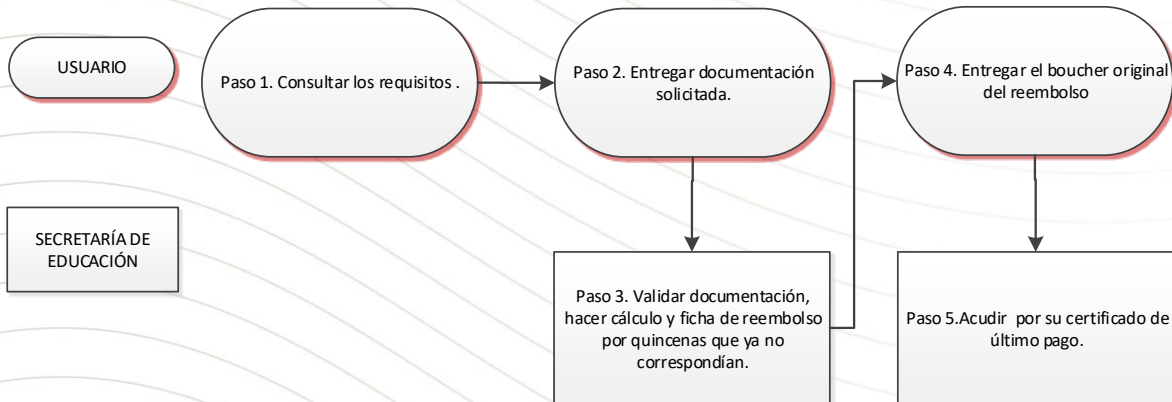 USUARIO
Paso 1. Consultar los requisitos .
Paso 2. Entregar documentación
solicitada.
Paso 4. Entregar el boucher original
del reembolso
SECRETARÍA DE
EDUCACIÓN
Paso 3. Validar documentación,
hacer cálculo y ficha de reembolso
por quincenas que ya no
correspondían.
Paso 5.Acudir por su certificado de
último pago.